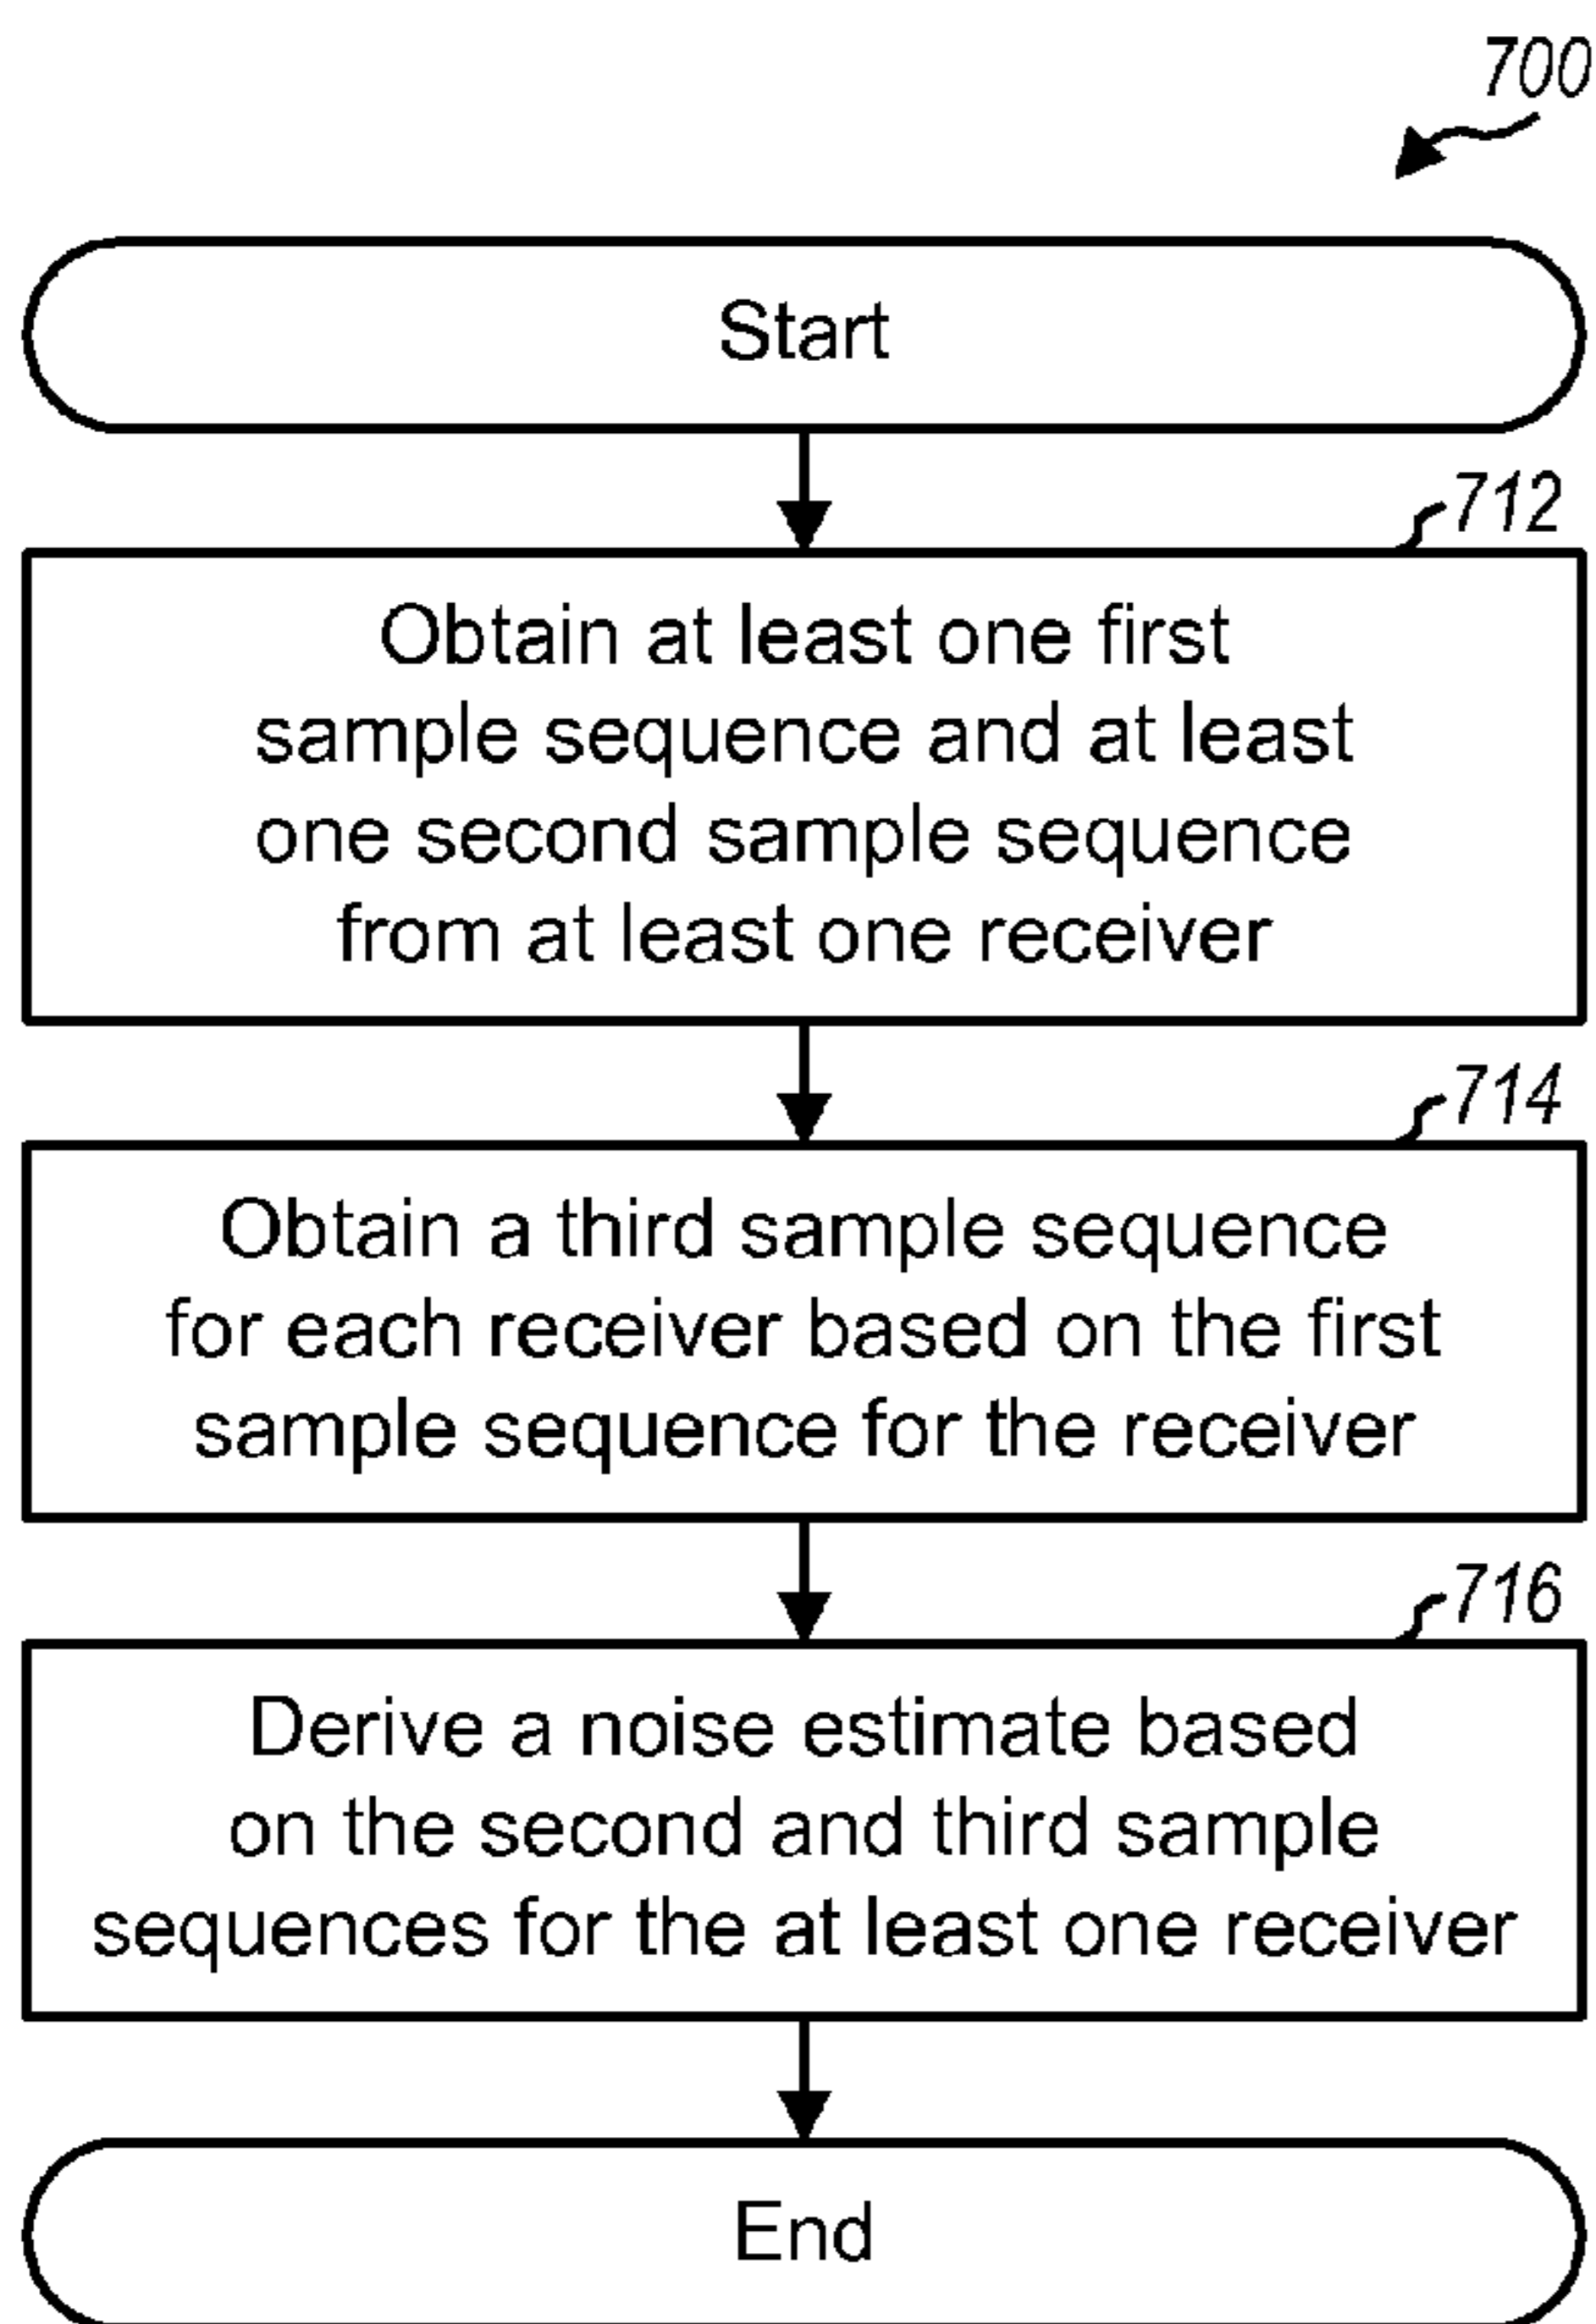 700
Start
712
Obtain at least one first
sample sequence and at least
one second sample sequence
from at least one receiver
714
Obtain a third sample sequence
for each receiver based on the first
sample sequence for the receiver
716
Derive a noise estimate based
on the second and third sample
sequences for the at least one receiver
End